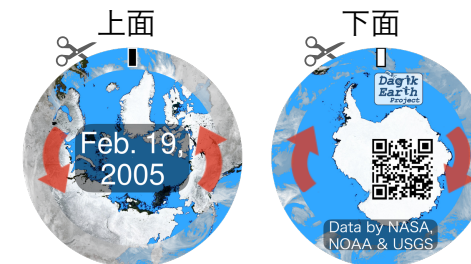 上面
下面
Feb. 19,
2005
Dagik
Earth
Project
Data by NASA,
NOAA & USGS